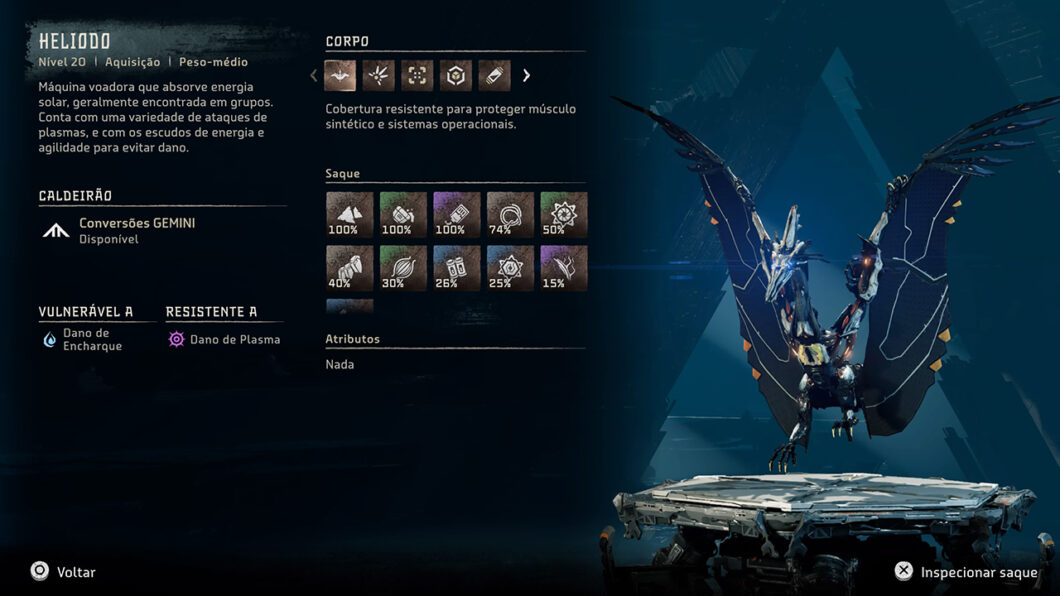 HELIODO
Nível 20 | Aquisição | Peso-médio
Máquina voadora que absorve energia
solar, geralmente encontrada em grupos.
Conta com uma variedade de ataques de
plasmas, e com os escudos de energia e
agilidade para evitar dano.
CALDEIRÃO
Conversões GEMINI
Disponível
VULNERÁVEL A
Dano de
Encharque
RESISTENTE A
Dano de Plasma
CORPO
Cobertura resistente para proteger músculo
sintético e sistemas operacionais.
Saque
100% 100% 100% 74% 50%
40% 30% 26% 25% 15%
Atributos
Nada
Voltar
Inspecionar saque